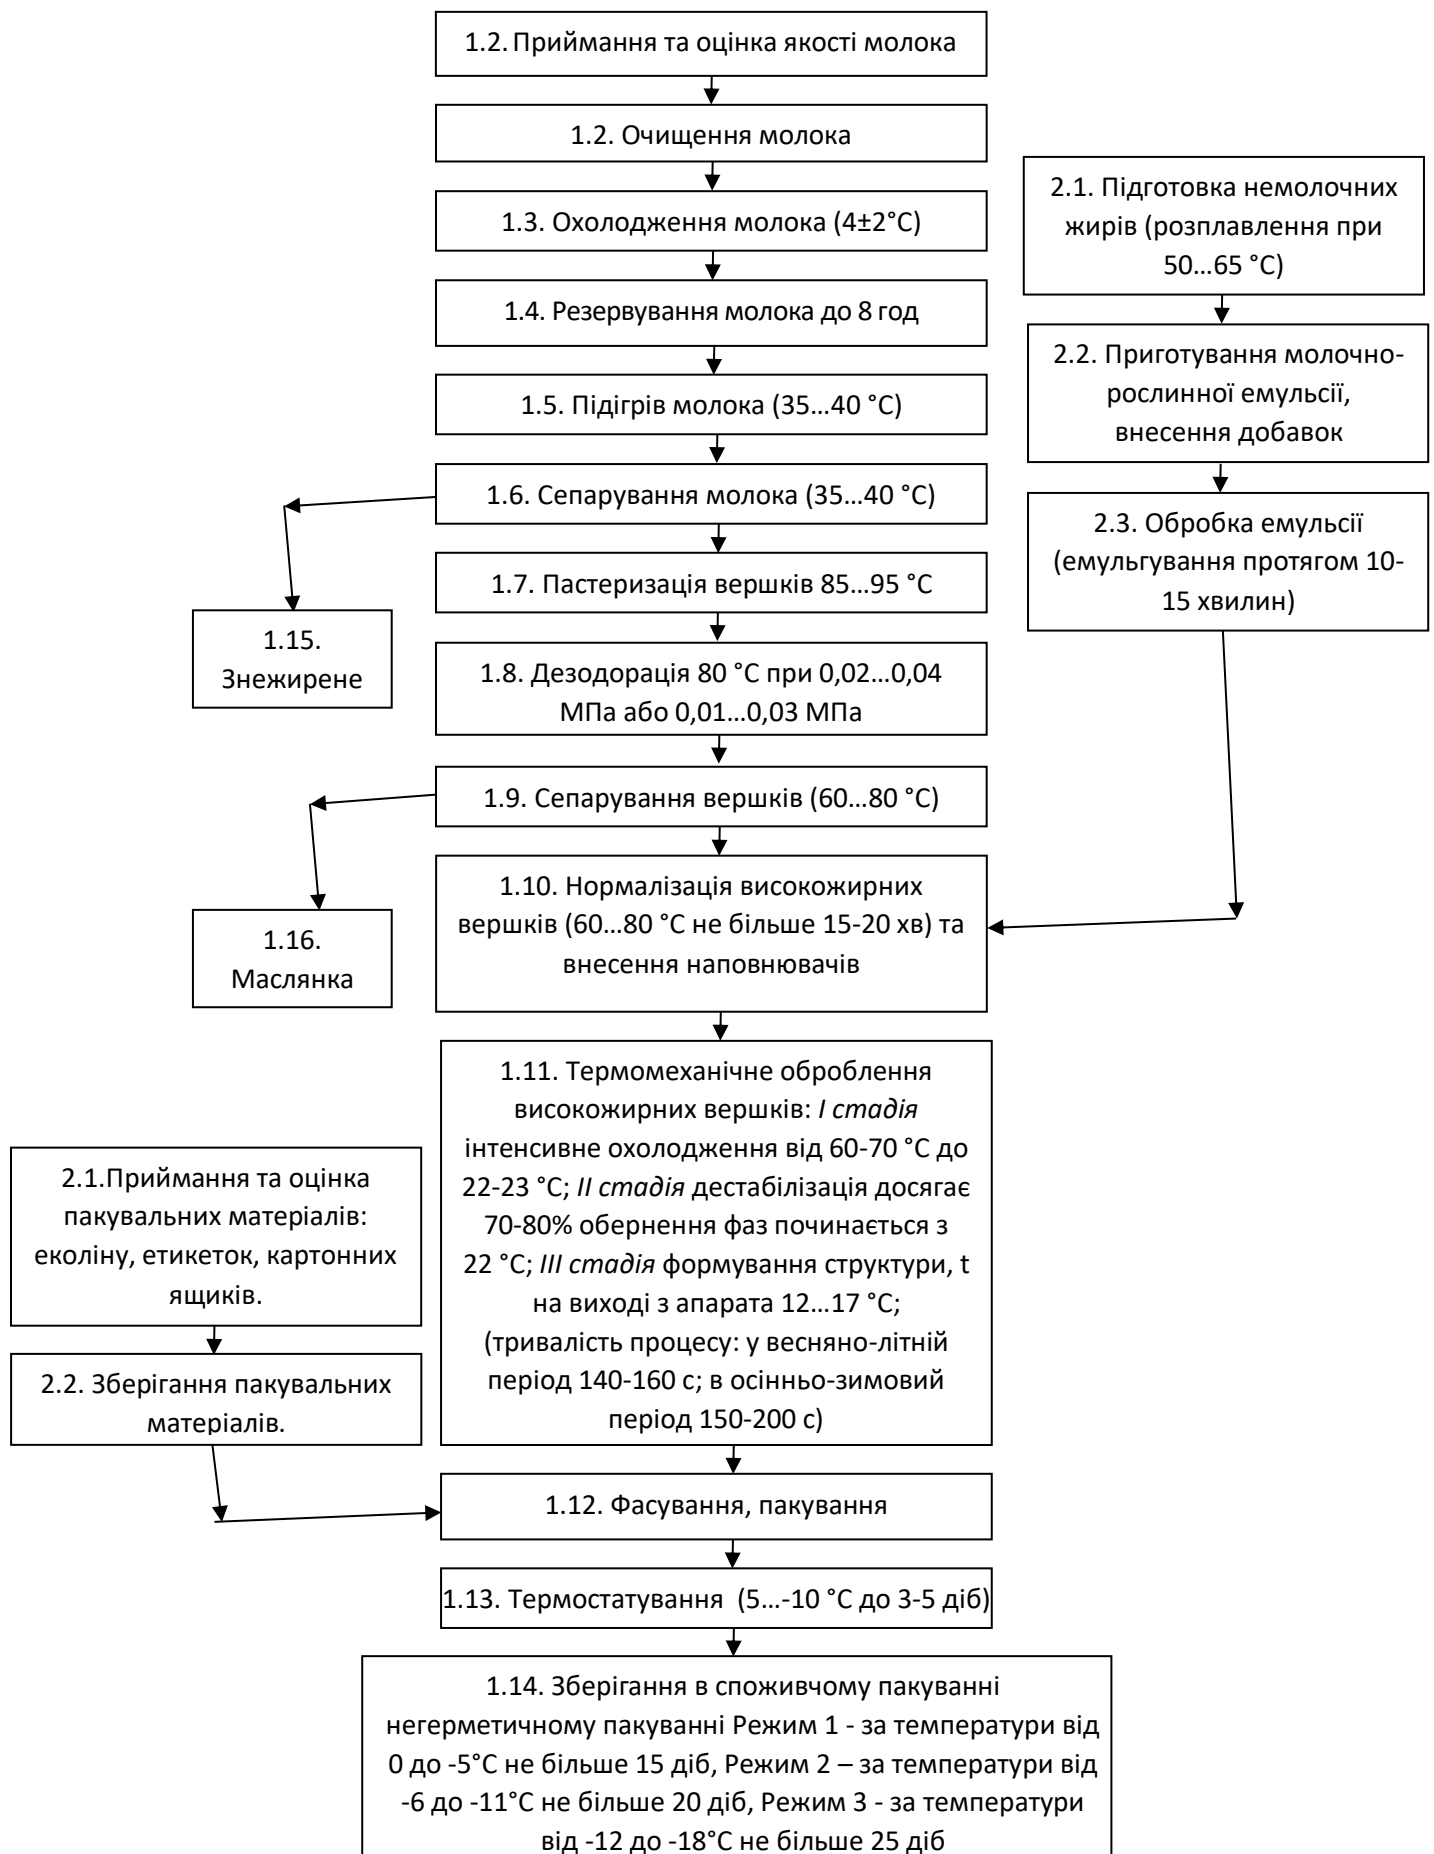 1.2. Приймання та оцінка якості молока
1.2. Очищення молока
1.3. Охолодження молока (4±2°С)
1.4. Резервування молока до 8 год
1.5. Підігрів молока (35...40 °С)
1.6. Сепарування молока (35...40 °С)
1.7. Пастеризація вершків 85...95 °С
1.8. Дезодорація 80 °С при 0,02...0,04
МПа або 0,01...0,03 МПа
1.9. Сепарування вершків (60...80 °С)
1.15.
Знежирене
1.16.
Маслянка
2.1. Підготовка немолочних
жирів (розплавлення при
50...65 °С)
2.2. Приготування молочно-
рослинної емульсії,
внесення добавок
2.3. Обробка емульсії
(емульгування протягом 10-
15 хвилин)
1.10. Нормалізація високожирних
вершків (60...80 °С не більше 15-20 хв) та
внесення наповнювачів
1.11. Термомеханічне оброблення
високожирних вершків: I стадія
інтенсивне охолодження від 60-70 °С до
22-23 °С; II стадія дестабілізація досягає
70-80% обернення фаз починається з
22 °С; III стадія формування структури, t
на виході з апарата 12...17 °С;
(тривалість процесу: у весняно-літній
період 140-160 с; в осінньо-зимовий
період 150-200 с)
2.1.Приймання та оцінка
пакувальних матеріалів:
еколіну, етикеток, картонних
ящиків.
2.2. Зберігання пакувальних
матеріалів.
1.12. Фасування, пакування
1.13. Термостатування (5...-10 °С до 3-5 діб)
1.14. Зберігання в споживчому пакуванні
негерметичному пакуванні Режим 1 - за температури від
0 до -5°С не більше 15 діб, Режим 2 – за температури від
-6 до -11°С не більше 20 діб, Режим 3 - за температури
від -12 до -18°С не більше 25 діб